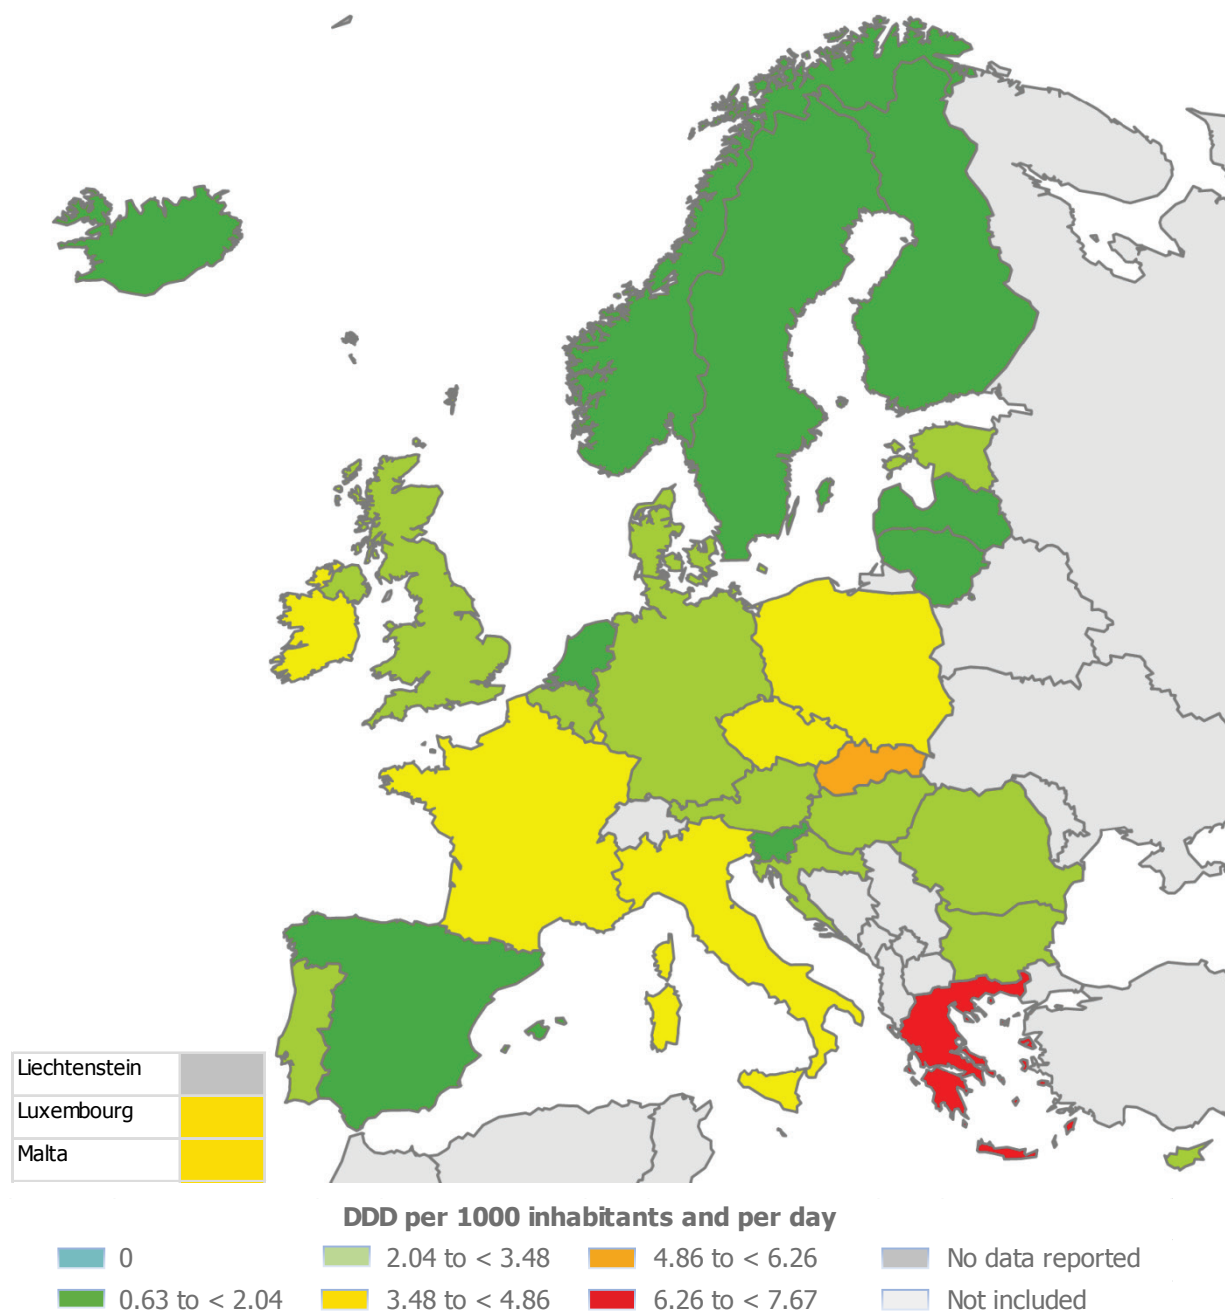 Liechtenstein
Luxembourg
Malta
DDD per 1000 inhabitants and per day
0 2.04 to < 3.48 4.86 to < 6.26 No data reported
0.63 to < 2.04 3.48 to < 4.86 6.26 to < 7.67 Not included